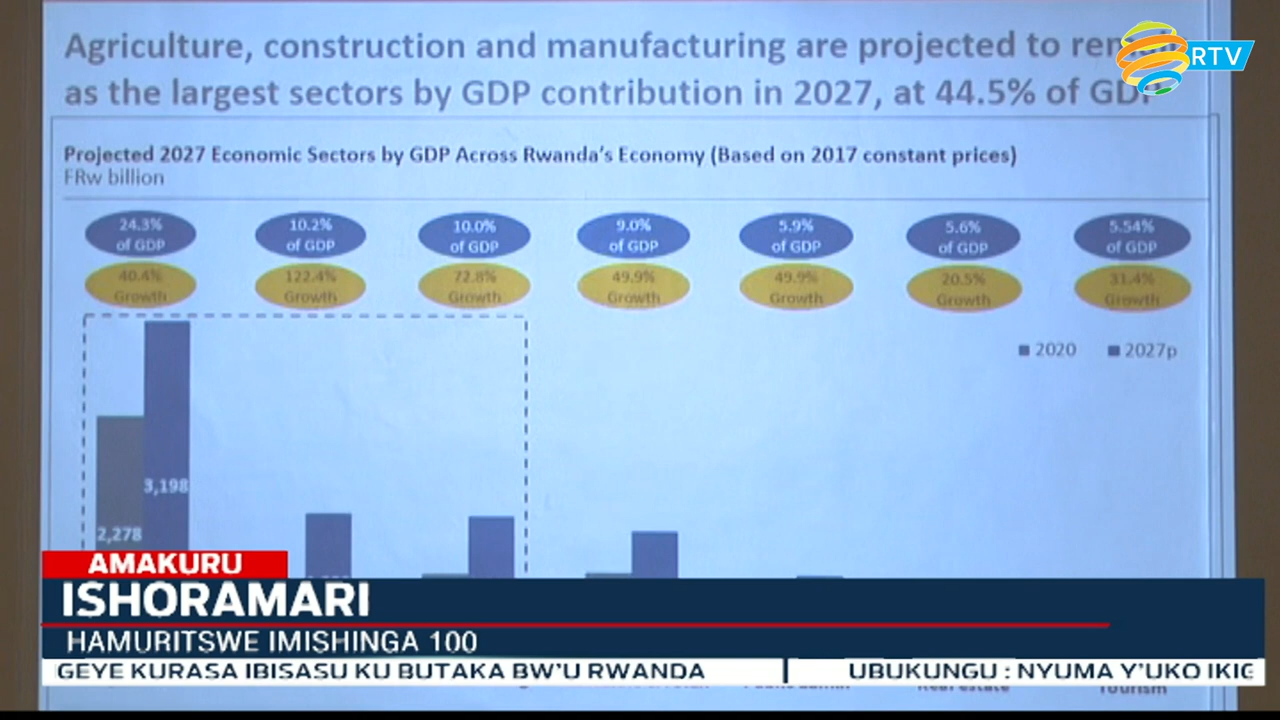 Agriculture, construction and manufacturing are projected to
as the largest sectors by GDP contribution in 2027, at 44.5% of GDP
RTV
Projected 2027 Economic Sectors by GDP Across Rwanda's Economy (Based on 2017 constant prices)
FRw billion
24.3% of GDP
10.2% of GDP
10.0% of GDP
9.0% of GDP
5.9% of GDP
5.6% of GDP
5.54% of GDP
40.4% Growth
122.4% Growth
72.8% Growth
49.9% Growth
49.9% Growth
20.5% Growth
31.4% Growth
2020
2027p
3,198
2,278
AMAKURU
ISHORAMARI
HAMURITSWE IMISHINGA 100
GEYE KURASA IBISASU KU BUTAKA BW'U RWANDA
UBUKUNGU : NYUMA Y'UKO IKIG
Real estate
Tourism